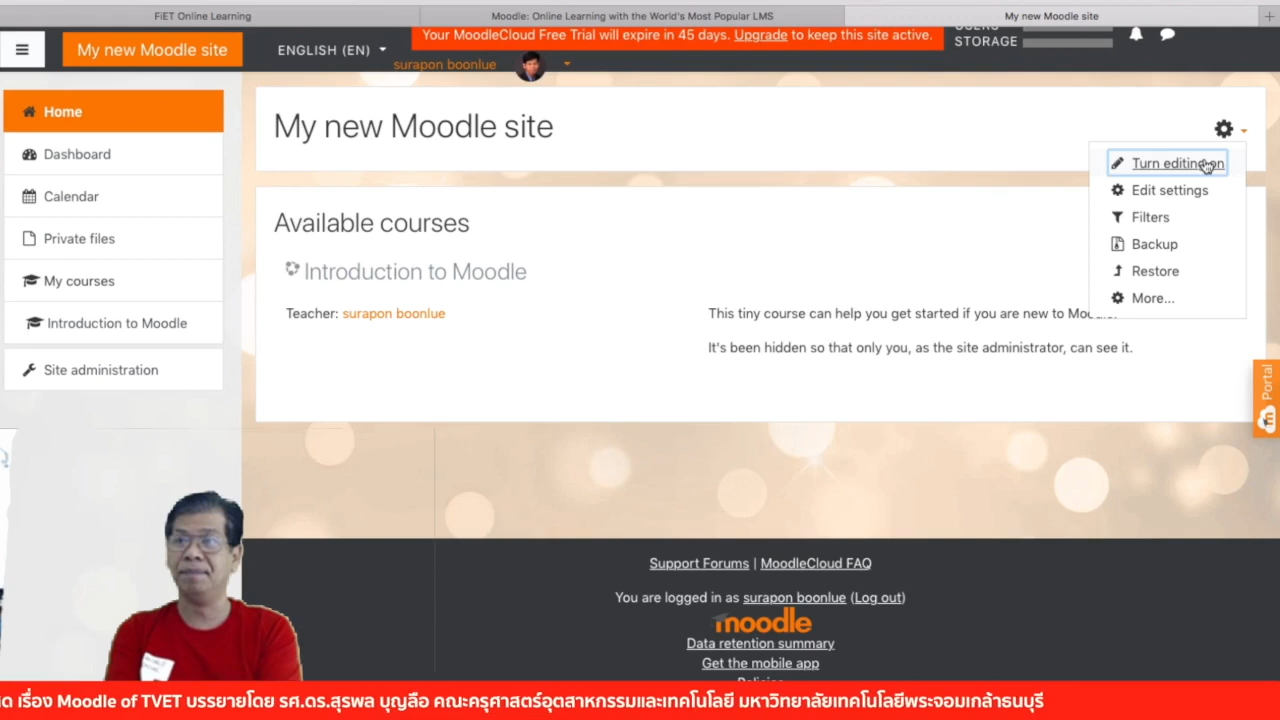 FiET Online Learning
Moodle: Online Learning with the World's Most Popular LMS
My new Moodle site
My new Moodle site
ENGLISH (EN)
Your MoodleCloud Free Trial will expire in 45 days. Upgrade to keep this site active.
USERS
STORAGE
surapon boonlue
Home
Dashboard
Calendar
Private files
My courses
Introduction to Moodle
Site administration
My new Moodle site
Turn editing on
Edit settings
Filters
Backup
Restore
More...
Available courses
Introduction to Moodle
Teacher: surapon boonlue
This tiny course can help you get started if you are new to Moodle.
It's been hidden so that only you, as the site administrator, can see it.
Portal
Support Forums | MoodleCloud FAQ
You are logged in as surapon boonlue (Log out)
moodle
Data retention summary
Get the mobile app
Policies
เรื่อง Moodle of TVET บรรยายโดย รศ.ดร.สุรพล บุญลือ คณะครุศาสตร์อุตสาหกรรมและเทคโนโลยี มหาวิทยาลัยเทคโนโลยีพระจอมเกล้าธนบุรี